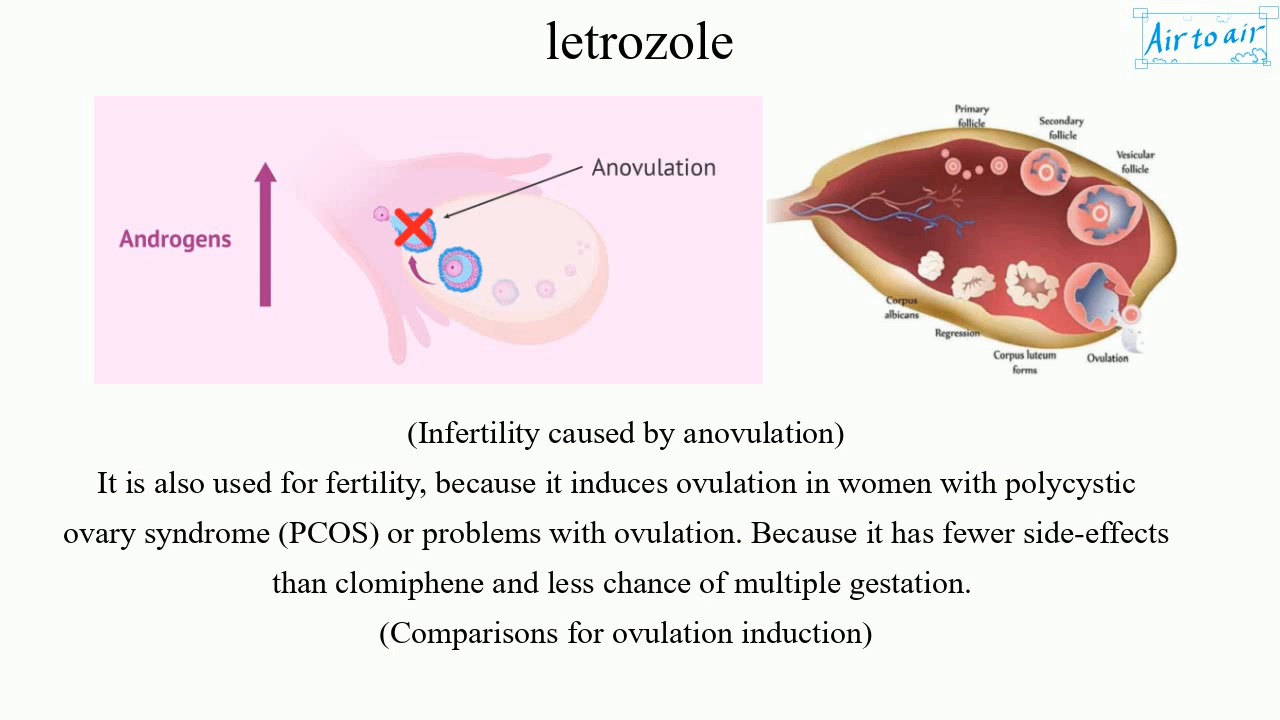 letrozole
Air to air
Androgens
Anovulation
Primary
follicle
Secondary
follicle
Vesicular
follicle
Corpus
albicans
Regression
Corpus luteum
forms
Ovulation
(Infertility caused by anovulation)
It is also used for fertility, because it induces ovulation in women with polycystic
ovary syndrome (PCOS) or problems with ovulation. Because it has fewer side-effects
than clomiphene and less chance of multiple gestation.
(Comparisons for ovulation induction)